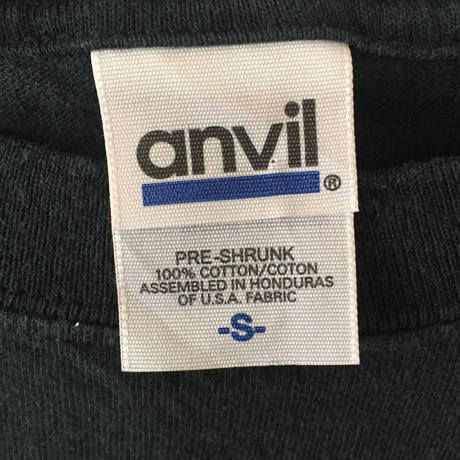 anvil
®
PRE-SHRUNK
100% COTTON/COTON
ASSEMBLED IN HONDURAS
OF U.S.A. FABRIC
-S-